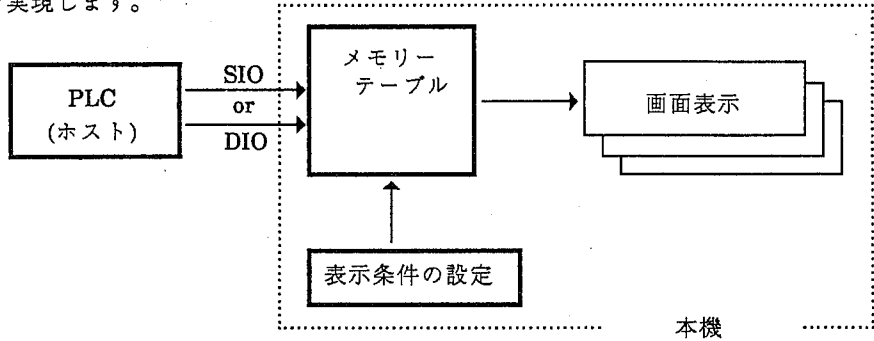 実現します。
PLC
(ホスト)
SIO
or
DIO
メモリー
テーブル
画面表示
表示条件の設定
本機